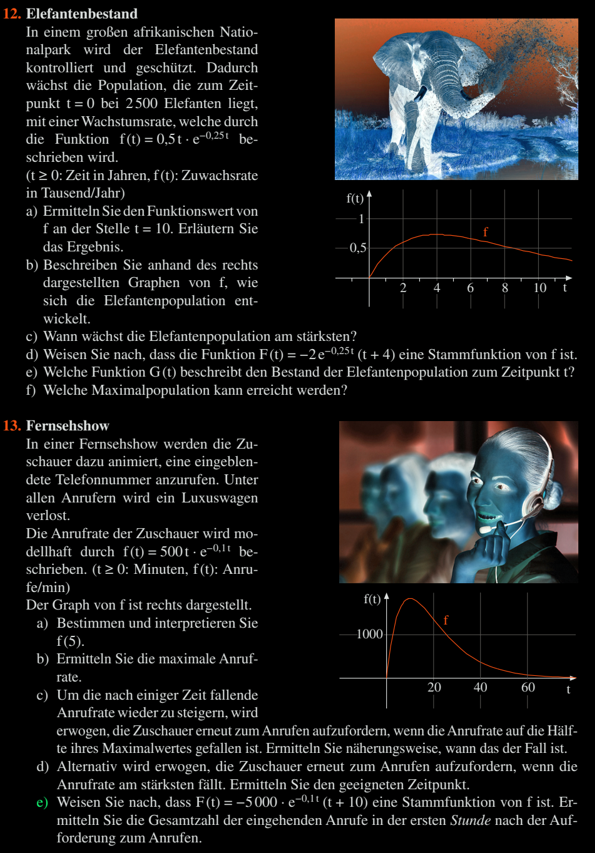 12. Elefantenbestand
In einem großen afrikanischen Natio-
nalpark wird der Elefantenbestand
kontrolliert und geschützt. Dadurch
wächst die Population, die zum Zeit-
punkt t = 0 bei 2500 Elefanten liegt,
mit einer Wachstumsrate, welche durch
die Funktion f(t) = 0,5t · e^−0,25t be-
schrieben wird.
(t ≥ 0: Zeit in Jahren, f(t): Zuwachsrate
in Tausend/Jahr)
a) Ermitteln Sie den Funktionswert von
f an der Stelle t = 10. Erläutern Sie
das Ergebnis.
b) Beschreiben Sie anhand des rechts
dargestellten Graphen von f, wie
sich die Elefantenpopulation ent-
wickelt.
f(t)
1
f
0,5
2 4 6 8 10 t
c) Wann wächst die Elefantenpopulation am stärksten?
d) Weisen Sie nach, dass die Funktion F(t) = −2e^−0,25t (t + 4) eine Stammfunktion von f ist.
e) Welche Funktion G(t) beschreibt den Bestand der Elefantenpopulation zum Zeitpunkt t?
f) Welche Maximalpopulation kann erreicht werden?
13. Fernsehshow
In einer Fernsehshow werden die Zu-
schauer dazu animiert, eine eingeblen-
dete Telefonnummer anzurufen. Unter
allen Anrufern wird ein Luxuswagen
verlost.
Die Anrufrate der Zuschauer wird mo-
dellhaft durch f(t) = 500t · e^−0,1t be-
schrieben. (t ≥ 0: Minuten, f(t): Anru-
fe/min)
Der Graph von f ist rechts dargestellt.
a) Bestimmen und interpretieren Sie
f(5).
b) Ermitteln Sie die maximale Anruf-
rate.
c) Um die nach einiger Zeit fallende
Anrufrate wieder zu steigern, wird
f(t)
f
1000
20 40 60 t
erwogen, die Zuschauer erneut zum Anrufen aufzufordern, wenn die Anrufrate auf die Hälf-
te ihres Maximalwertes gefallen ist. Ermitteln Sie näherungsweise, wann das der Fall ist.
d) Alternativ wird erwogen, die Zuschauer erneut zum Anrufen aufzufordern, wenn die
Anrufrate am stärksten fällt. Ermitteln Sie den geeigneten Zeitpunkt.
e) Weisen Sie nach, dass F(t) = −5000 · e^−0,1t (t + 10) eine Stammfunktion von f ist. Er-
mitteln Sie die Gesamtzahl der eingehenden Anrufe in der ersten Stunde nach der Auf-
forderung zum Anrufen.